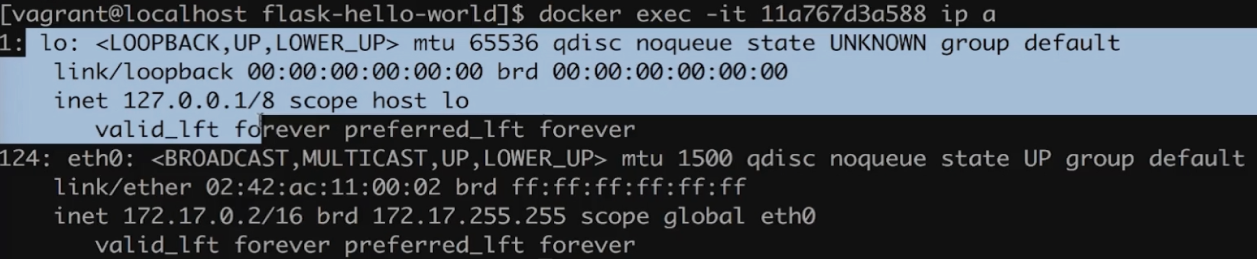 [vagrant@localhost flask-hello-world]$ docker exec -it 11a767d3a588 ip a
1: lo: <LOOPBACK,UP,LOWER_UP> mtu 65536 qdisc noqueue state UNKNOWN group default
    link/loopback 00:00:00:00:00:00 brd 00:00:00:00:00:00
    inet 127.0.0.1/8 scope host lo
       valid_lft forever preferred_lft forever
124: eth0: <BROADCAST,MULTICAST,UP,LOWER_UP> mtu 1500 qdisc noqueue state UP group default
    link/ether 02:42:ac:11:00:02 brd ff:ff:ff:ff:ff:ff
    inet 172.17.0.2/16 brd 172.17.255.255 scope global eth0
       valid_lft forever preferred_lft forever